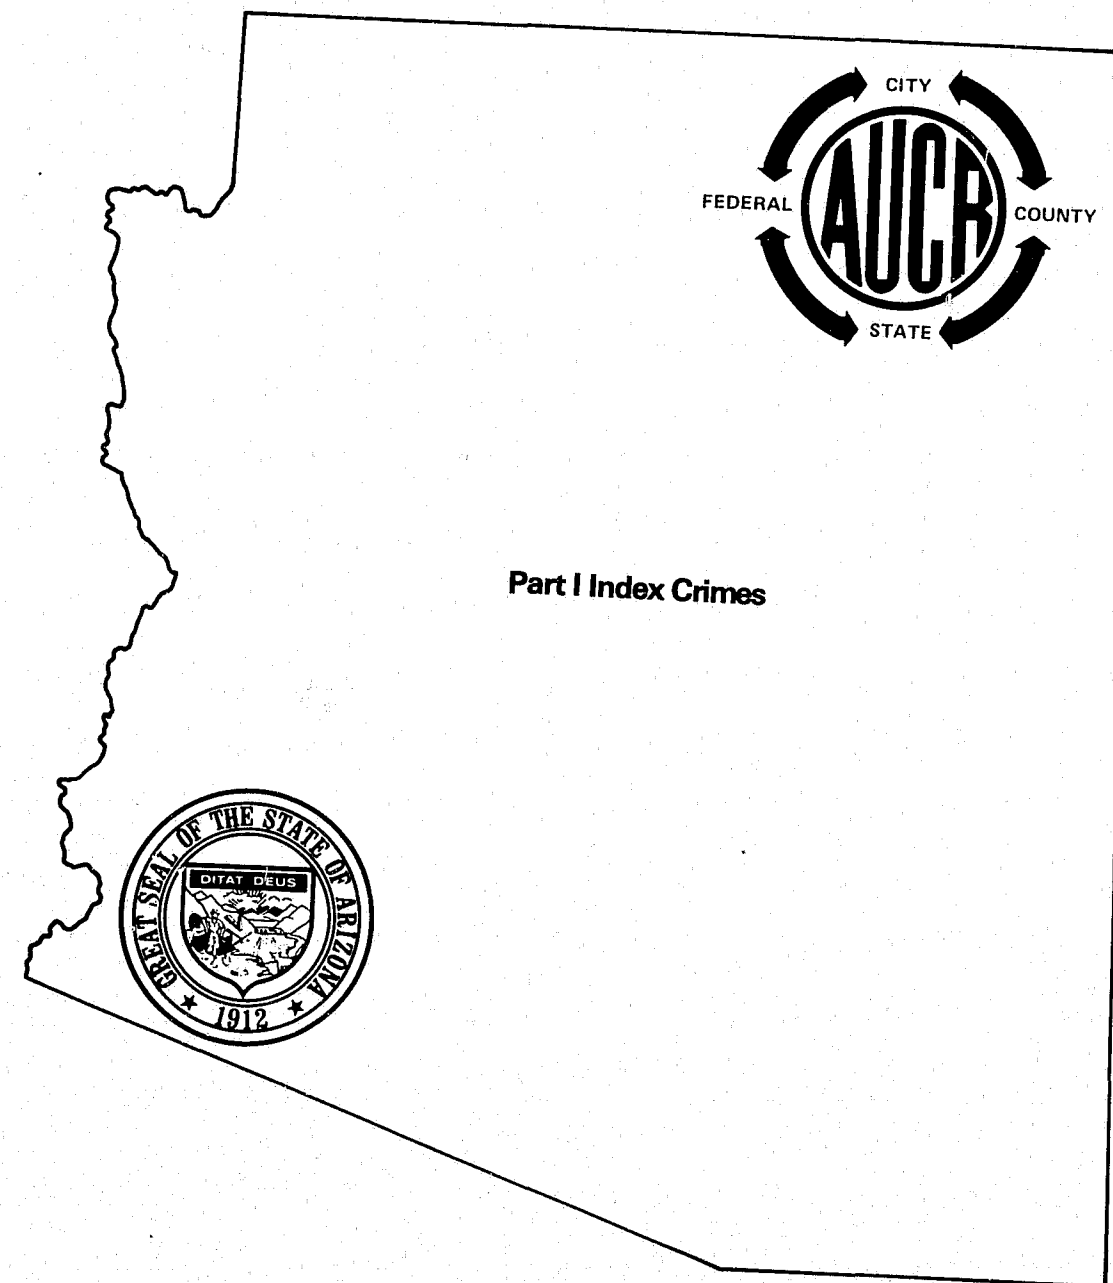 CITY
FEDERAL
AUCR
COUNTY
STATE
Part I Index Crimes
GREAT SEAL OF THE STATE OF ARIZONA
DITAT DEUS
1912